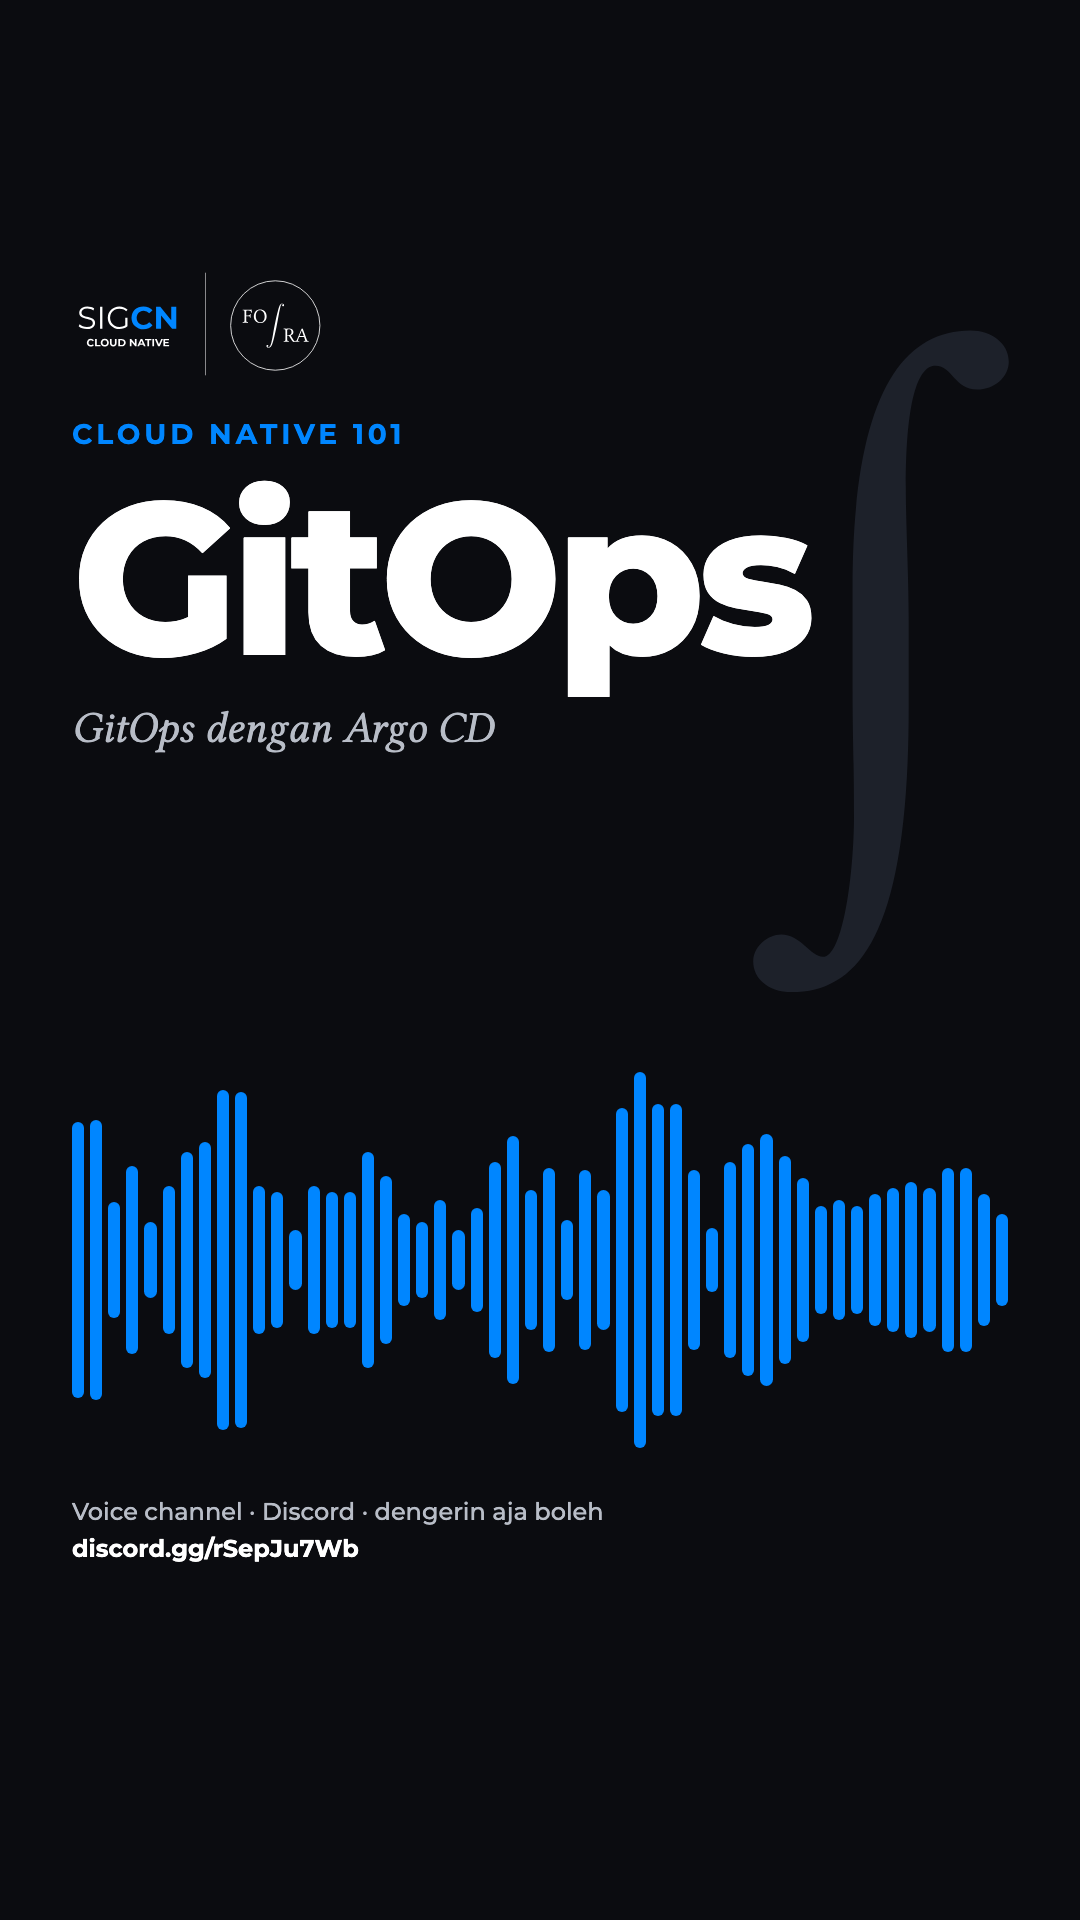 SIGCN
CLOUD NATIVE
FO∫RA
CLOUD NATIVE 101
GitOps
GitOps dengan Argo CD
∫
Voice channel · Discord · dengerin aja boleh
discord.gg/rSepJu7Wb